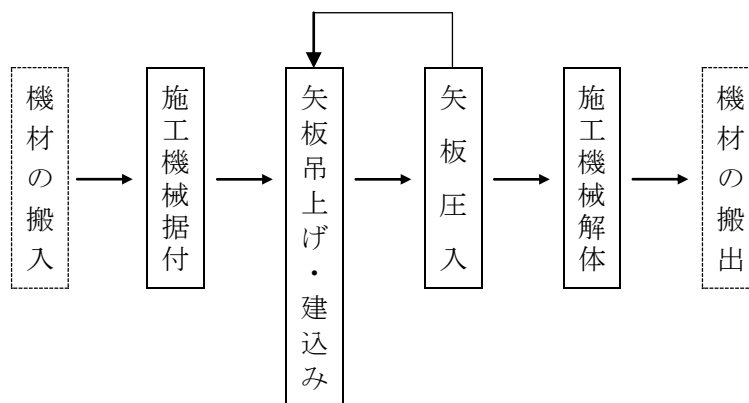 機材の搬入
施工機械据付
矢板吊上げ・建込み
矢板圧入
施工機械解体
機材の搬出